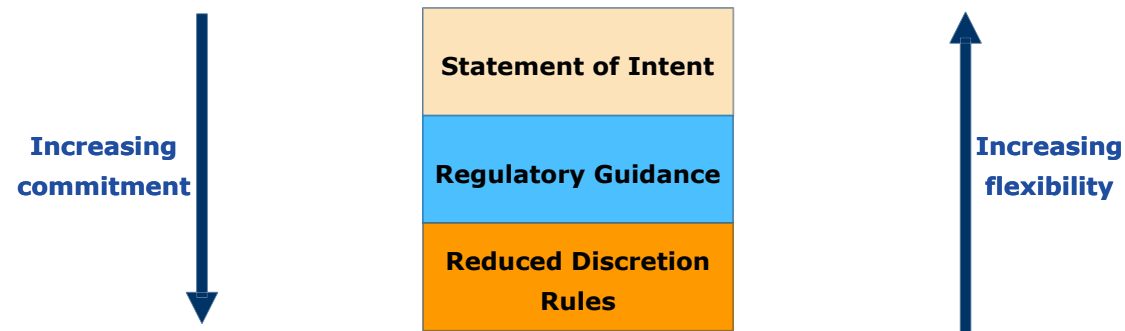 Statement of Intent
Increasing
commitment
Regulatory Guidance
Increasing
flexibility
Reduced Discretion
Rules